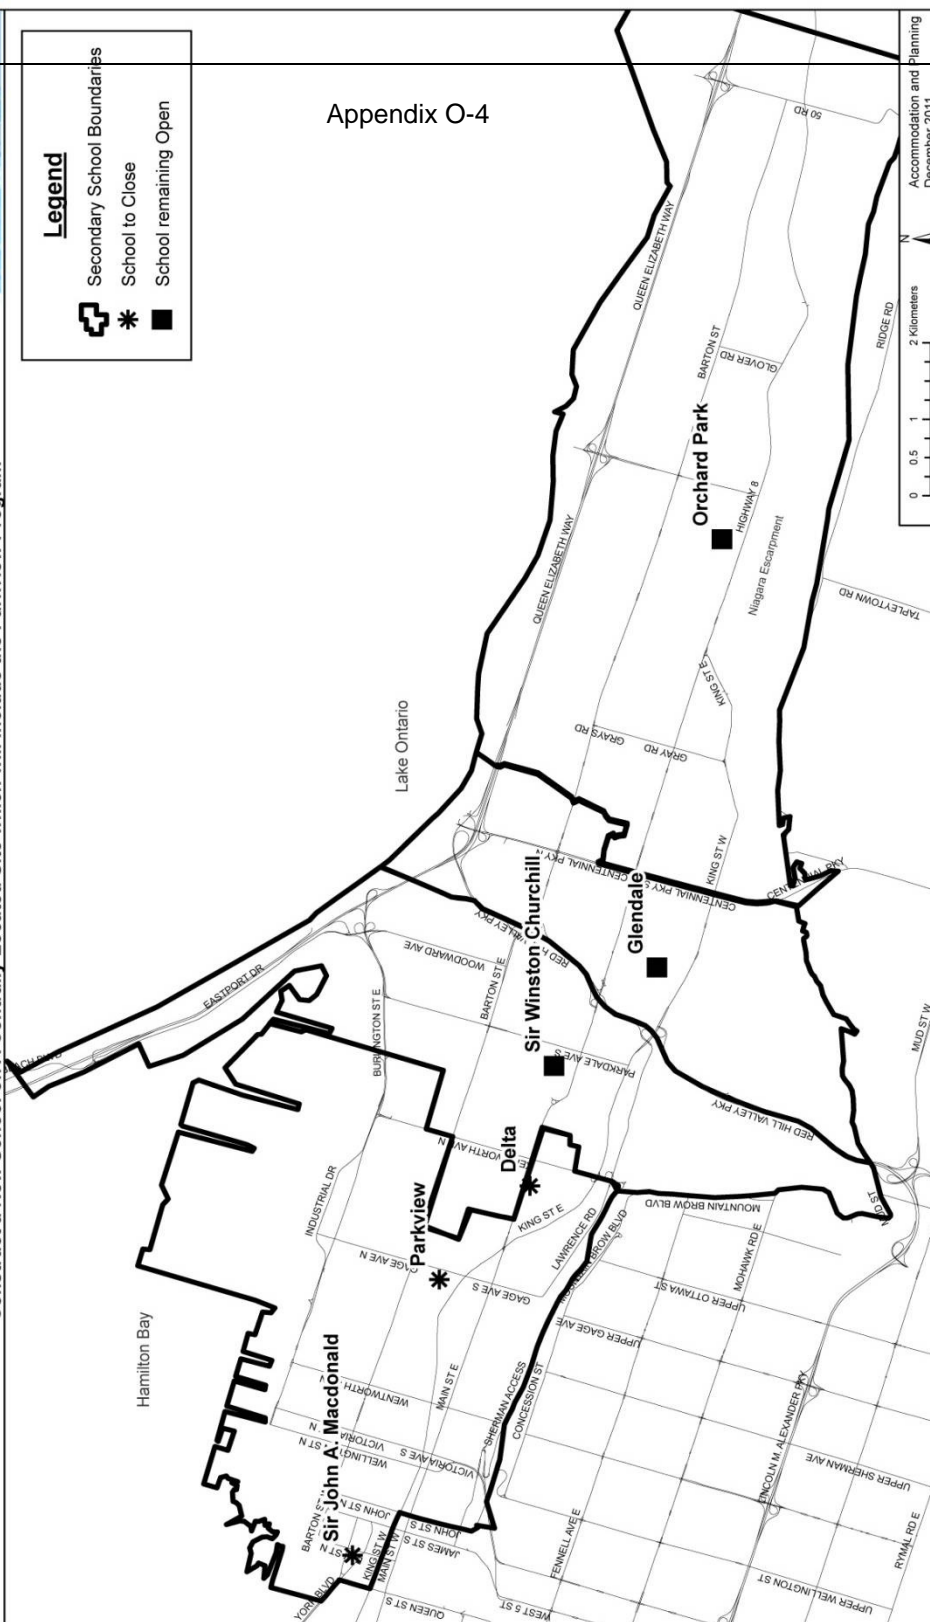 Appendix O-4
Legend
Secondary School Boundaries
School to Close
School remaining Open
Hamilton Bay
Lake Ontario
Sir John A. Macdonald
Parkview
Delta
Sir Winston Churchill
Glendale
Orchard Park
Niagara Escarpment
EASTPORT DR
BURLINGTON ST E
INDUSTRIAL DR
WOODWARD AVE
BARTON ST E
PARKDALE AVE S
RED HILL VALLEY PKY
GAGE AVE N
GAGE AVE S
KING ST E
LAWRENCE RD
MOUNTAIN BROW BLVD
MOUNTAIN BROW BLVD
MOHAWK RD E
UPPER OTTAWA ST
UPPER GAGE AVE
CONCESSION ST
SHERMAN ACCESS
MAIN ST E
WENTWORTH
VICTORIA N
VICTORIA AVE S
WELLINGTON ST N
JOHN ST N
JOHN ST S
JAMES ST S
KING ST W
MAIN ST W
QUEEN ST S
WEST 5 ST
FENNELL AVE E
LINCOLN M. ALEXANDER PKY
UPPER SHERMAN AVE
UPPER WELLINGTON ST
RYMAL RD E
MUD ST W
CENTENNIAL PKY N
CENTENNIAL PKY S
KING ST W
GRAYS RD
GRAY RD
KING ST E
QUEEN ELIZABETH WAY
QUEEN ELIZABETH WAY
BARTON ST
GLOVER RD
HIGHWAY 8
50 RD
RIDGE RD
TAPLEYTOWN RD
0 0.5 1 2 Kilometers
N
Accommodation and Planning
December 2011